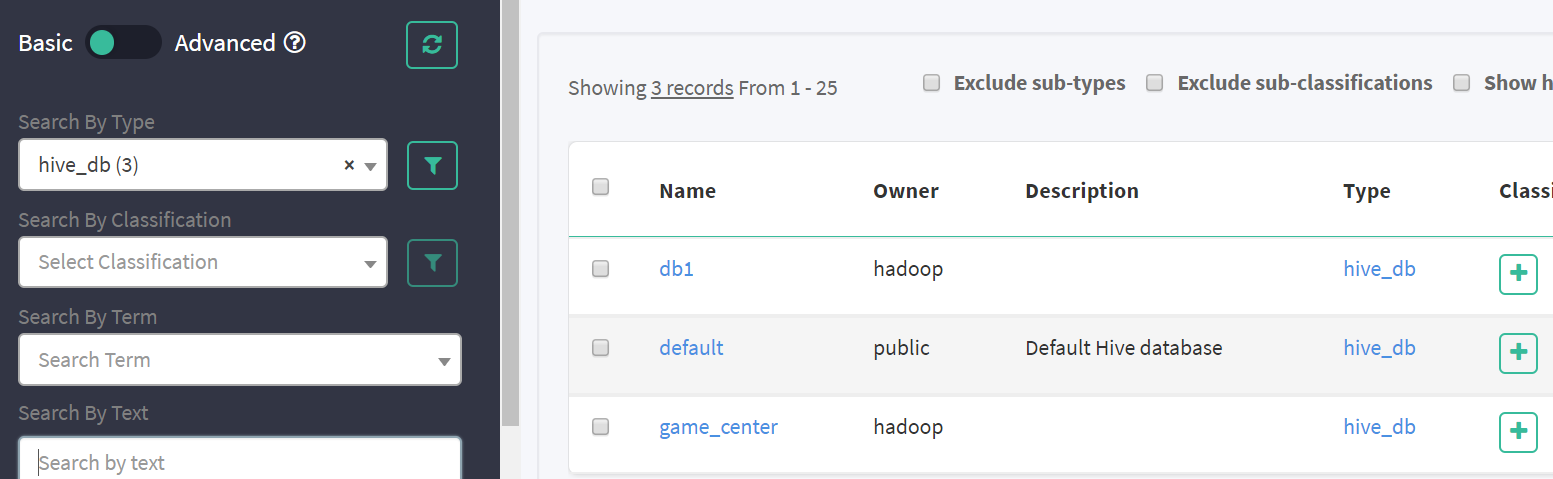 Basic Advanced
Search By Type
hive_db (3)
Search By Classification
Select Classification
Search By Term
Search Term
Search By Text
Search by text
Showing 3 records From 1 - 25
Exclude sub-types Exclude sub-classifications Show h
Name Owner Description Type Classi
db1 hadoop hive_db
default public Default Hive database hive_db
game_center hadoop hive_db